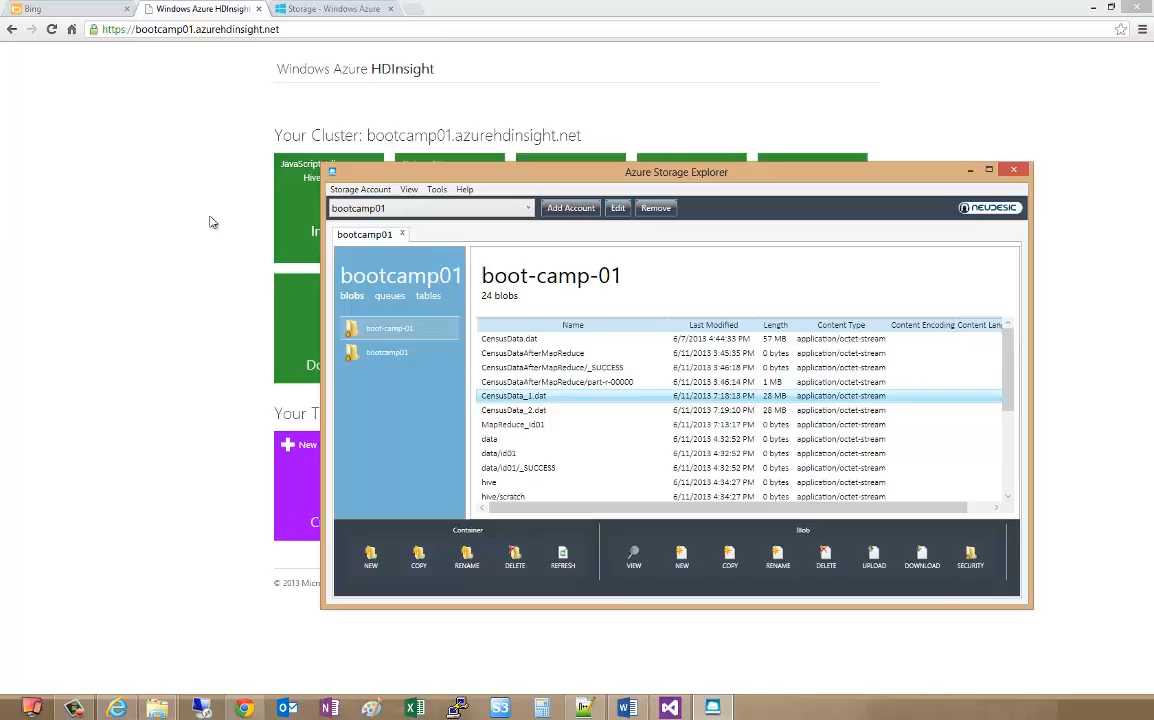 Bing
Windows Azure HDInsight
Storage - Windows Azure
https://bootcamp01.azurehdinsight.net
Windows Azure HDInsight
Your Cluster: bootcamp01.azurehdinsight.net
JavaScript
Hive
Azure Storage Explorer
Storage Account View Tools Help
bootcamp01 Add Account Edit Remove NEUDESIC
bootcamp01
bootcamp01
blobs queues tables
boot-camp-01
bootcamp01
boot-camp-01
24 blobs
Name Last Modified Length Content Type Content Encoding Content Lang
CensusData.dat 6/7/2013 4:44:33 PM 57 MB application/octet-stream
CensusDataAfterMapReduce 6/11/2013 3:45:35 PM 0 bytes application/octet-stream
CensusDataAfterMapReduce/_SUCCESS 6/11/2013 3:46:18 PM 0 bytes application/octet-stream
CensusDataAfterMapReduce/part-r-00000 6/11/2013 3:46:14 PM 1 MB application/octet-stream
CensusData_1.dat 6/11/2013 7:18:13 PM 28 MB application/octet-stream
CensusData_2.dat 6/11/2013 7:19:10 PM 28 MB application/octet-stream
MapReduce_Id01 6/11/2013 7:13:17 PM 0 bytes application/octet-stream
data 6/11/2013 4:32:52 PM 0 bytes application/octet-stream
data/id01 6/11/2013 4:32:52 PM 0 bytes application/octet-stream
data/id01/_SUCCESS 6/11/2013 4:32:52 PM 0 bytes application/octet-stream
hive 6/11/2013 4:34:27 PM 0 bytes application/octet-stream
hive/scratch 6/11/2013 4:34:27 PM 0 bytes application/octet-stream
Your T
New
Container Blob
NEW COPY RENAME DELETE REFRESH VIEW NEW COPY RENAME DELETE UPLOAD DOWNLOAD SECURITY
© 2013 Micro